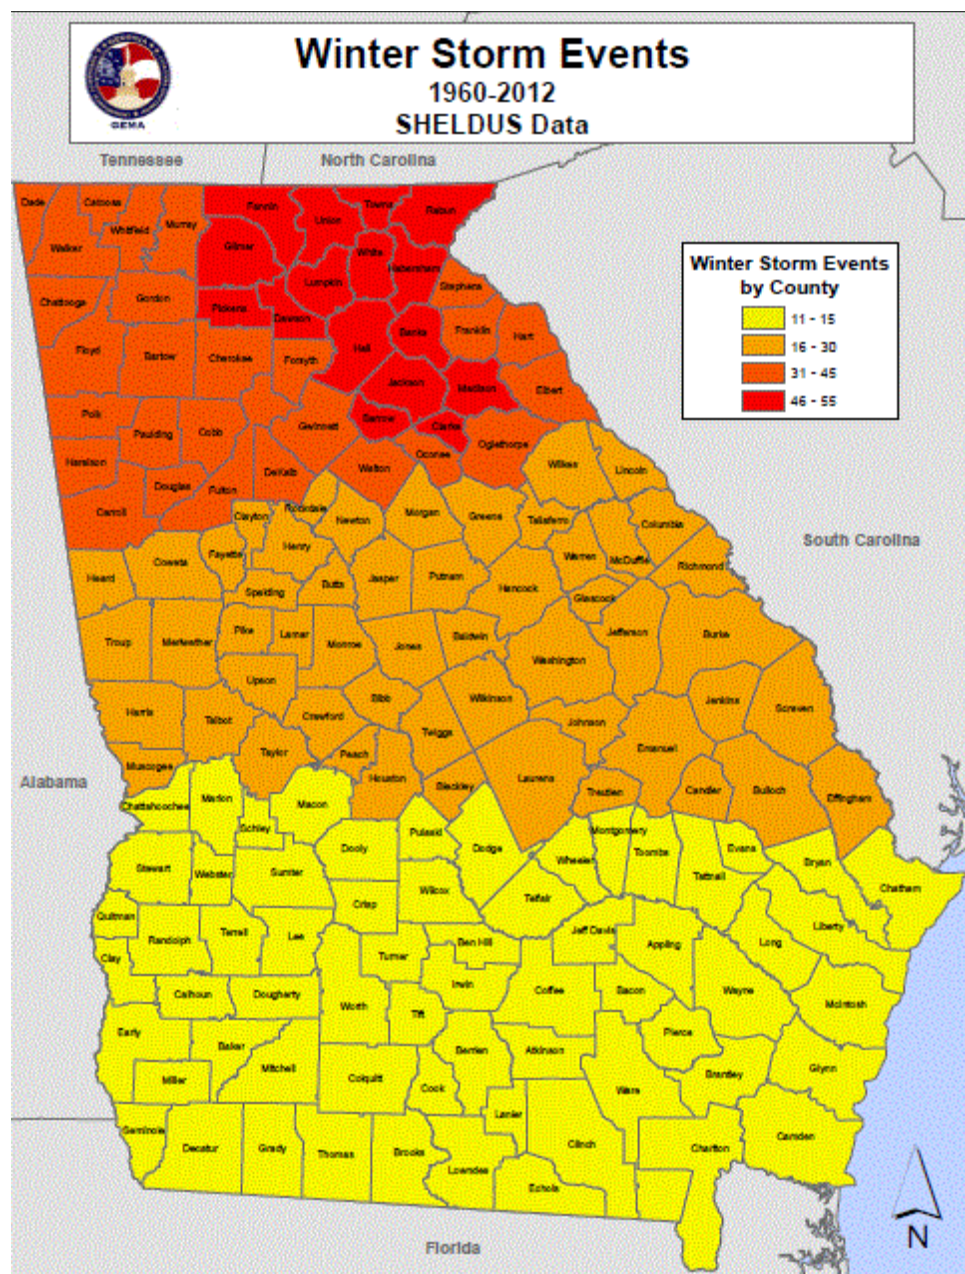 Winter Storm Events
1960-2012
SHELDUS Data
GEMA
Tennessee
North Carolina
Dade
Catoosa
Whitfield
Murray
Walker
Fannin
Union
Towns
Rabun
Gilmer
White
Habersham
Lumpkin
Chattooga
Gordon
Pickens
Dawson
Stephens
Banks
Franklin
Hart
Floyd
Bartow
Cherokee
Forsyth
Hall
Jackson
Madison
Elbert
Polk
Paulding
Cobb
Gwinnett
Barrow
Clarke
Oconee
Oglethorpe
Haralson
Douglas
Fulton
DeKalb
Walton
Wilkes
Lincoln
Carroll
Clayton
Rockdale
Newton
Morgan
Greene
Taliaferro
Columbia
Heard
Coweta
Fayette
Henry
Warren
McDuffie
Richmond
Spalding
Butts
Jasper
Putnam
Hancock
Glascock
Troup
Meriwether
Pike
Lamar
Monroe
Jones
Baldwin
Washington
Jefferson
Burke
Upson
Bibb
Wilkinson
Jenkins
Screven
Harris
Talbot
Crawford
Twiggs
Johnson
Emanuel
Muscogee
Taylor
Peach
Houston
Bleckley
Laurens
Treutlen
Candler
Bulloch
Effingham
Chattahoochee
Marion
Macon
Schley
Dooly
Pulaski
Dodge
Wheeler
Montgomery
Toombs
Evans
Tattnall
Bryan
Chatham
Stewart
Webster
Sumter
Crisp
Wilcox
Telfair
Quitman
Randolph
Terrell
Lee
Clay
Turner
Ben Hill
Jeff Davis
Appling
Long
Liberty
Calhoun
Dougherty
Worth
Tift
Irwin
Coffee
Bacon
Wayne
McIntosh
Early
Baker
Mitchell
Miller
Colquitt
Cook
Berrien
Atkinson
Pierce
Ware
Brantley
Glynn
Lanier
Seminole
Decatur
Grady
Thomas
Brooks
Lowndes
Clinch
Echols
Charlton
Camden
Winter Storm Events
by County
11 - 15
16 - 30
31 - 45
46 - 55
South Carolina
Alabama
Florida
N